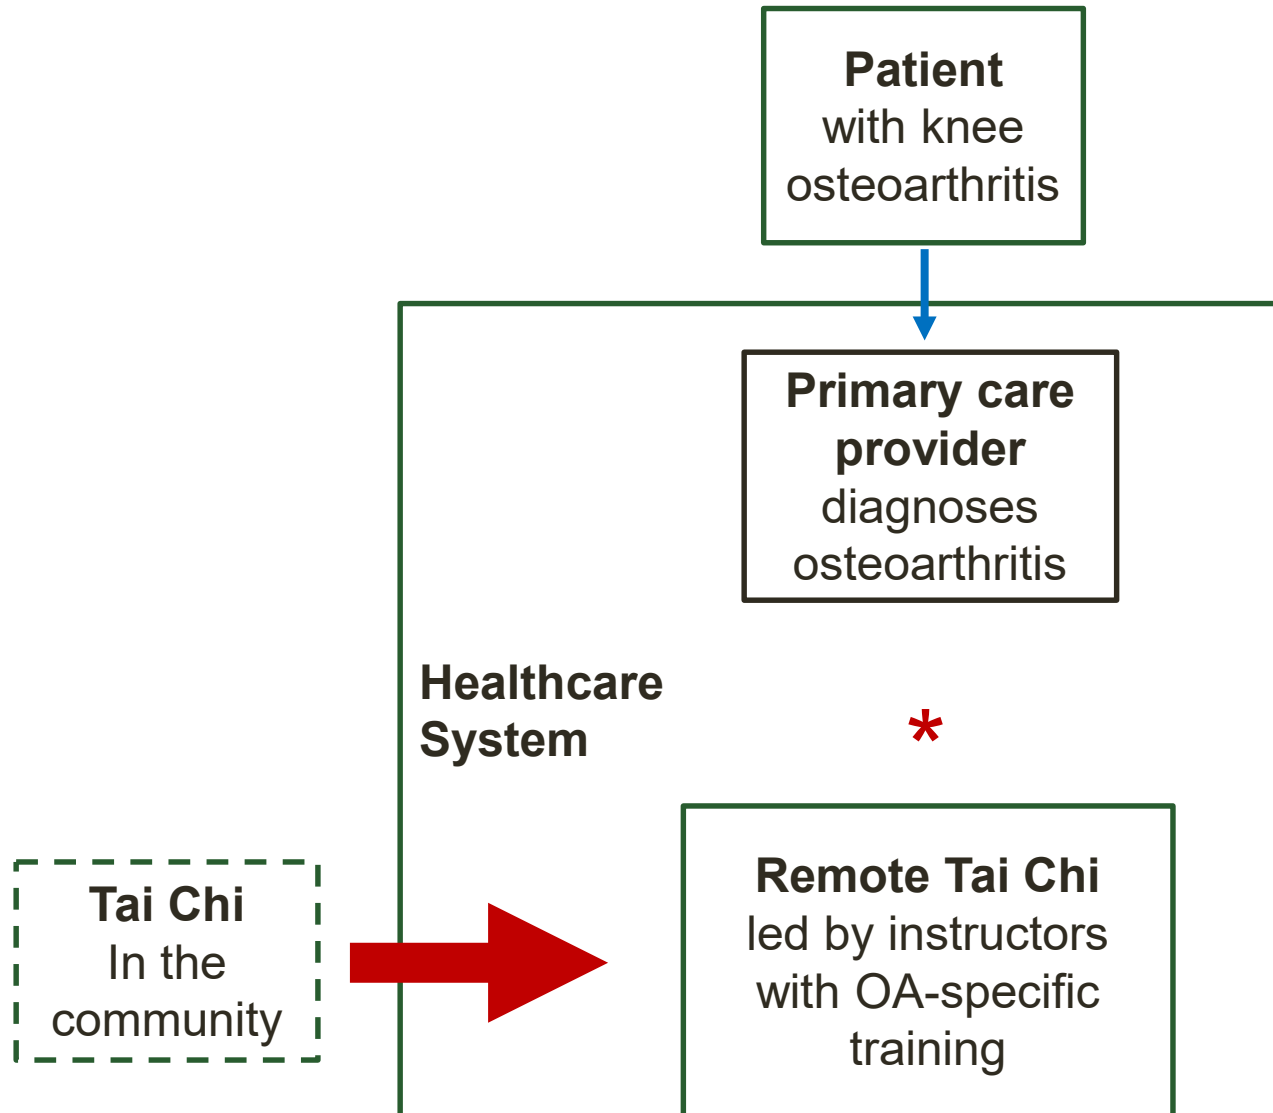 Patient
with knee
osteoarthritis
Primary care
provider
diagnoses
osteoarthritis
Healthcare
System
*
Tai Chi
In the
community
Remote Tai Chi
led by instructors
with OA-specific
training